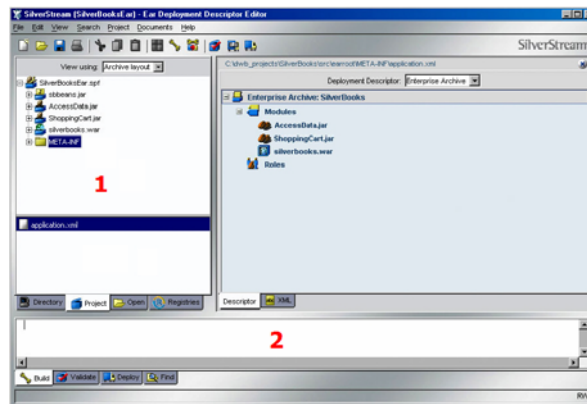 SilverStream (SilverBooksEar) - Ear Deployment Descriptor Editor
File Edit View Search Project Documents Help
SilverStream
View using: Archive layout
SilverBooksEar.spf
sbbeans.jar
AccessData.jar
ShoppingCart.jar
silverbooks.war
META-INF
1
application.xml
Directory Project Open Registries
C:\dwb_projects\SilverBooks\src\earroot\META-INF\application.xml
Deployment Descriptor: Enterprise Archive
Enterprise Archive: SilverBooks
Modules
AccessData.jar
ShoppingCart.jar
silverbooks.war
Roles
Descriptor XML
2
Build Validate Deploy Find